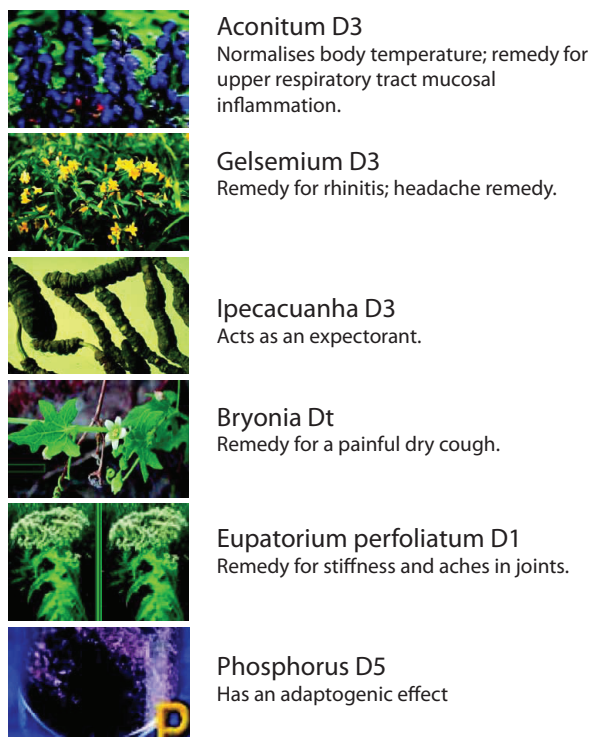 Aconitum D3
Normalises body temperature; remedy for
upper respiratory tract mucosal
inflammation.
Gelsemium D3
Remedy for rhinitis; headache remedy.
Ipecacuanha D3
Acts as an expectorant.
Bryonia Dt
Remedy for a painful dry cough.
Eupatorium perfoliatum D1
Remedy for stiffness and aches in joints.
Phosphorus D5
Has an adaptogenic effect
P